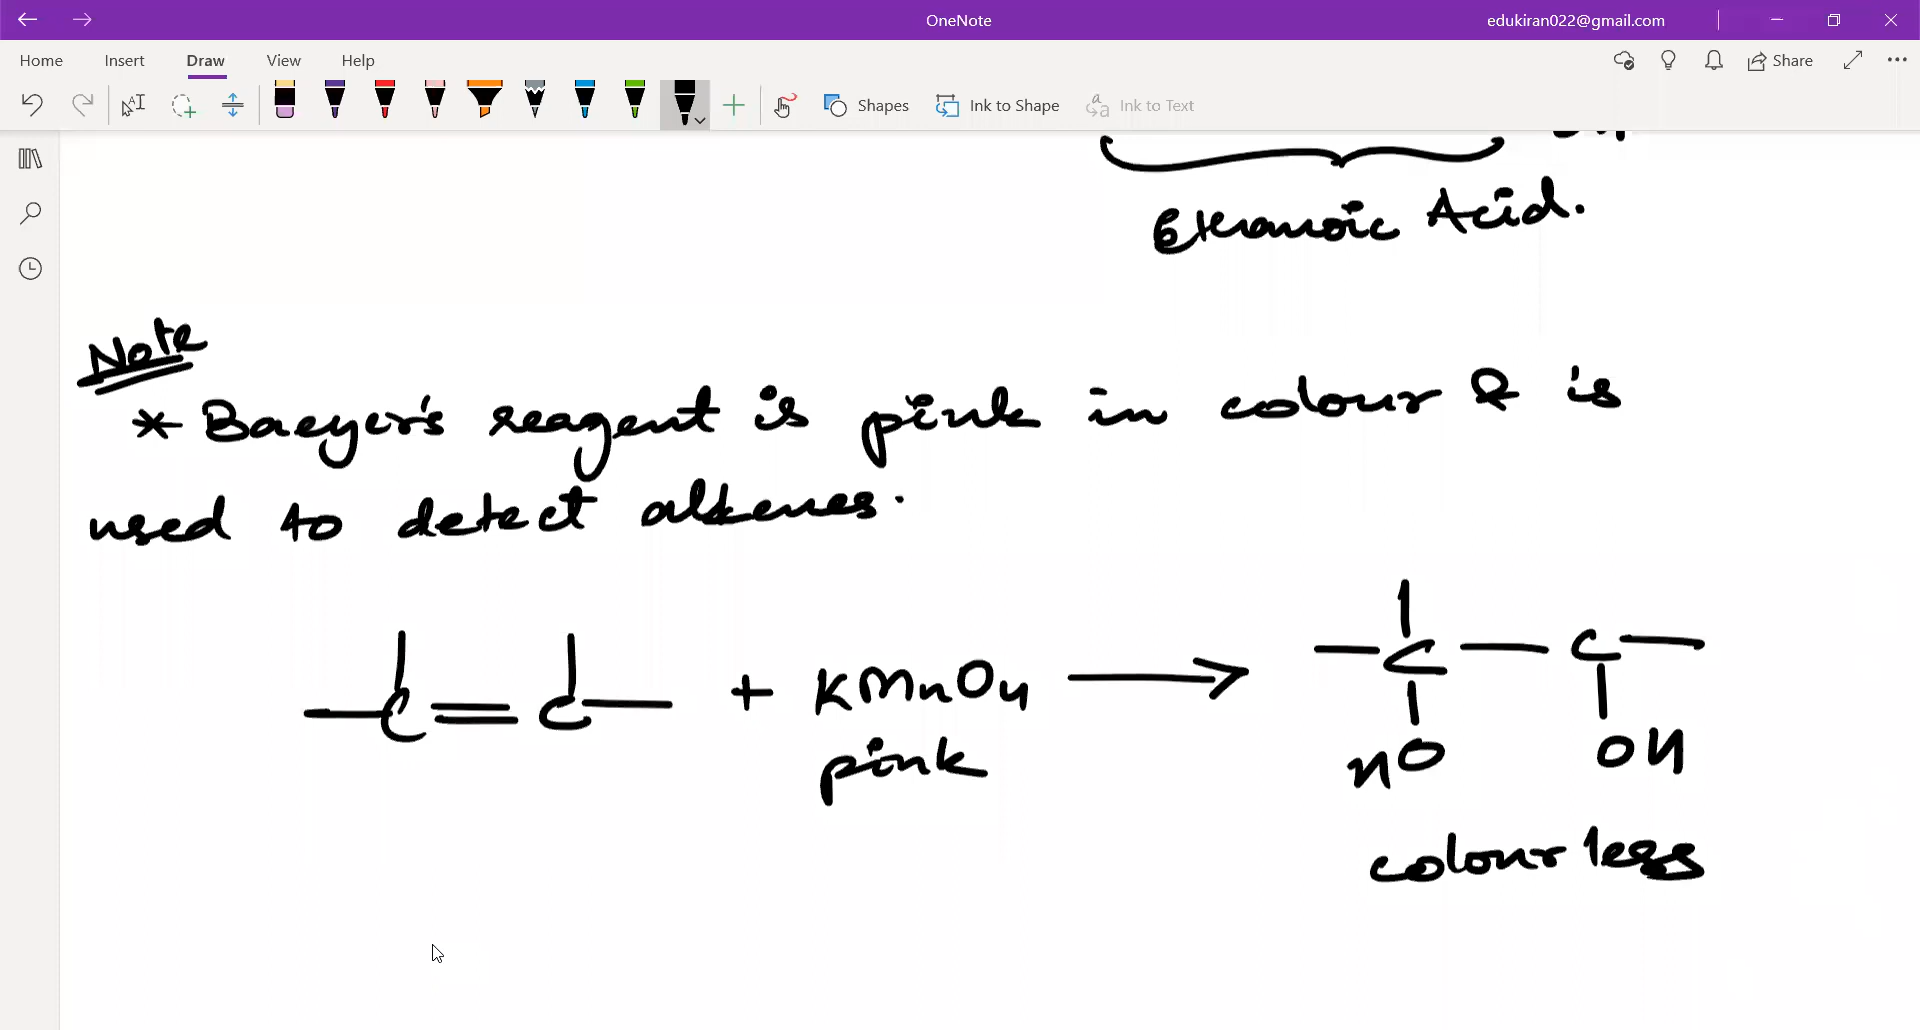 OneNote
edukiran022@gmail.com
Home Insert Draw View Help
Share
Shapes Ink to Shape Ink to Text
Ethanoic Acid.
Note
* Baeyer's reagent is pink in colour & is
used to detect alkenes.
-C=C- + KMnO4 → -C-C-
HO OH
pink
colourless